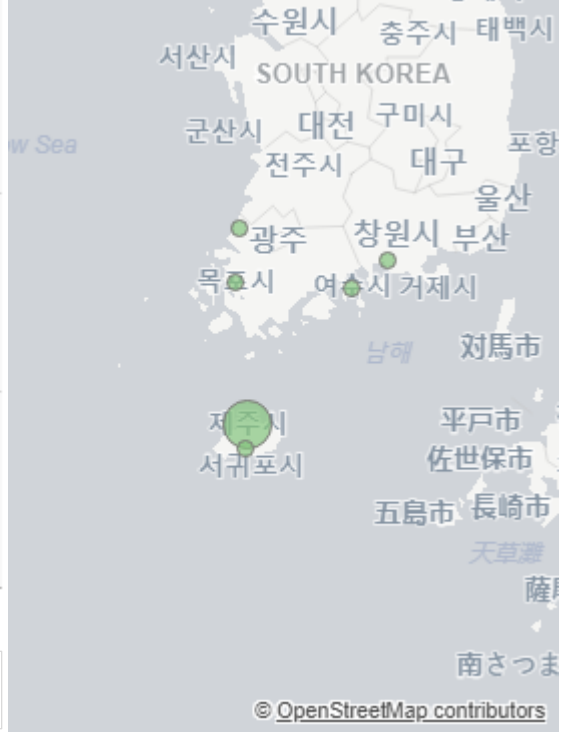 수원시
충주시
태백시
서산시
SOUTH KOREA
군산시
대전
구미시
ow Sea
포항
전주시
대구
울산
광주
창원시
부산
목포시
여수시
거제시
남해
対馬市
제주시
平戸市
서귀포시
佐世保市
五島市
長崎市
天草灘
南さつま
© OpenStreetMap contributors